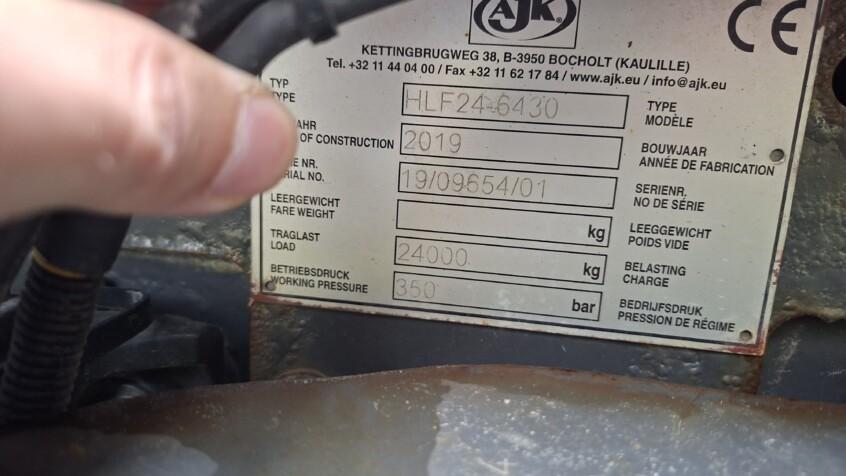 AJK
CE
KETTINGBRUGWEG 38, B-3950 BOCHOLT (KAULILLE)
Tel. +32 11 44 04 00 / Fax +32 11 62 17 84 / www.ajk.eu / info@ajk.eu
TYP
TYPE
HLF24-6430
TYPE
MODÈLE
OF CONSTRUCTION
2019
BOUWJAAR
ANNÉE DE FABRICATION
NR.
NO.
19/09654/01
SERIENR.
NO DE SÉRIE
LEERGEWICHT
FARE WEIGHT
kg
LEEGGEWICHT
POIDS VIDE
TRAGLAST
LOAD
24000
kg
BELASTING
CHARGE
BETRIEBSDRUCK
WORKING PRESSURE
350
bar
BEDRIJFSDRUK
PRESSION DE RÉGIME